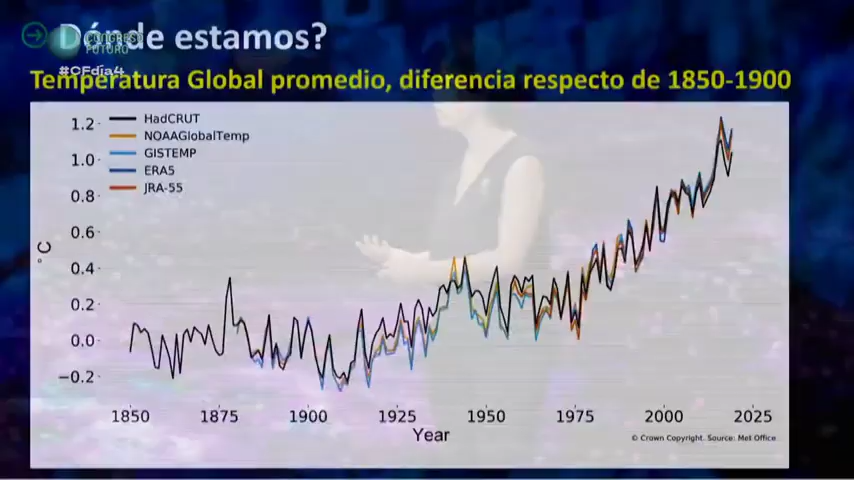 Dónde estamos?
CONGRESO
FUTURO
#CFdía4
Temperatura Global promedio, diferencia respecto de 1850-1900
HadCRUT
NOAAGlobalTemp
GISTEMP
ERA5
JRA-55
°C
1.2
1.0
0.8
0.6
0.4
0.2
0.0
−0.2
1850 1875 1900 1925 1950 1975 2000 2025
Year
© Crown Copyright. Source: Met Office